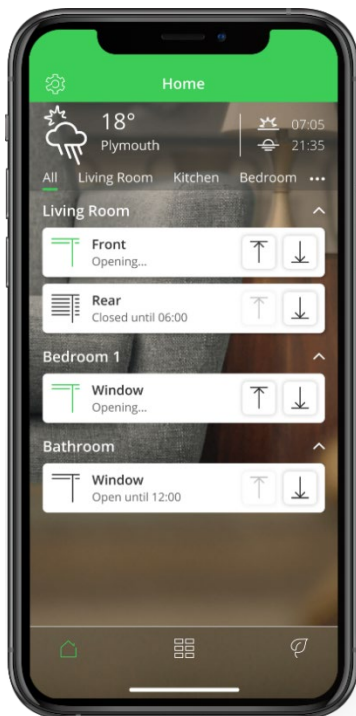 Home
18°
Plymouth
07:05
21:35
All Living Room Kitchen Bedroom
Living Room
Front
Opening...
Rear
Closed until 06:00
Bedroom 1
Window
Opening...
Bathroom
Window
Open until 12:00